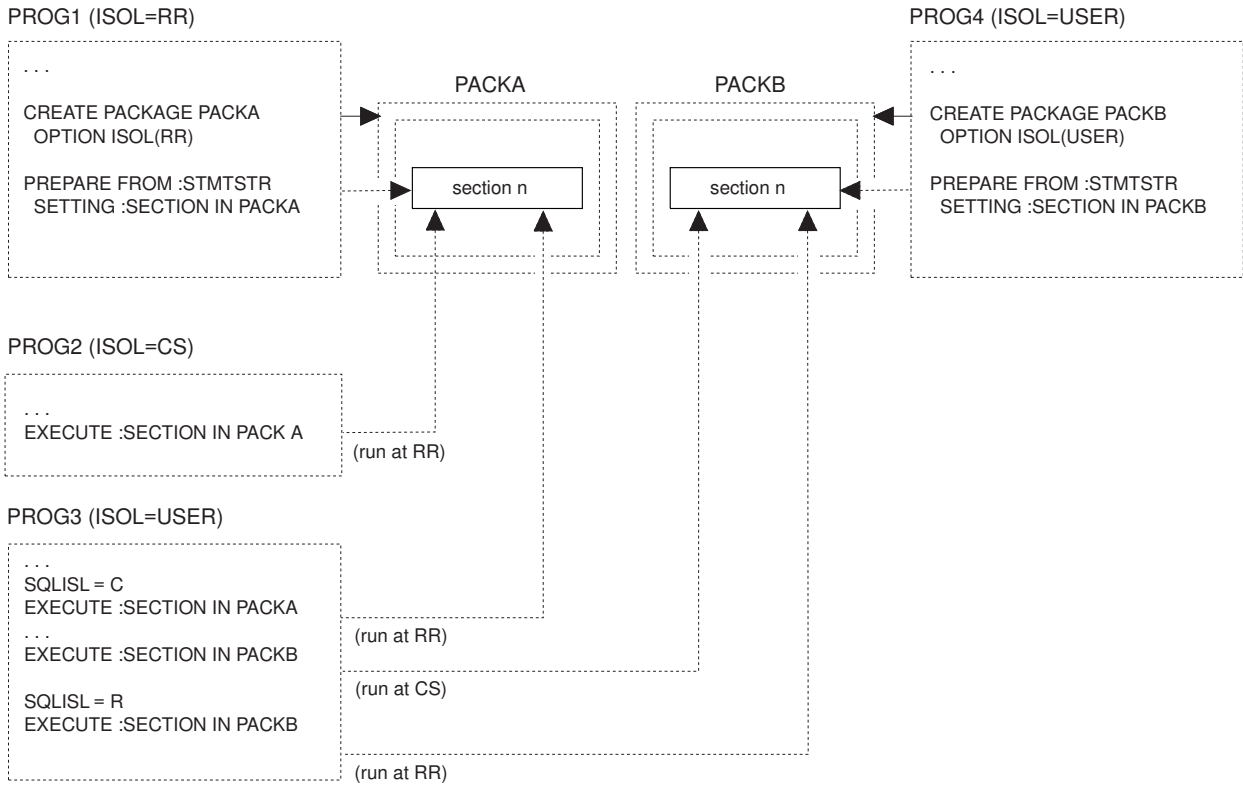 PROG1 (ISOL=RR)
. . .
CREATE PACKAGE PACKA
OPTION ISOL(RR)
PREPARE FROM :STMTSTR
SETTING :SECTION IN PACKA
PACKA
section n
PACKB
section n
PROG4 (ISOL=USER)
. . .
CREATE PACKAGE PACKB
OPTION ISOL(USER)
PREPARE FROM :STMTSTR
SETTING :SECTION IN PACKB
PROG2 (ISOL=CS)
. . .
EXECUTE :SECTION IN PACK A
(run at RR)
PROG3 (ISOL=USER)
. . .
SQLISL = C
EXECUTE :SECTION IN PACKA
. . .
EXECUTE :SECTION IN PACKB
SQLISL = R
EXECUTE :SECTION IN PACKB
(run at RR)
(run at CS)
(run at RR)